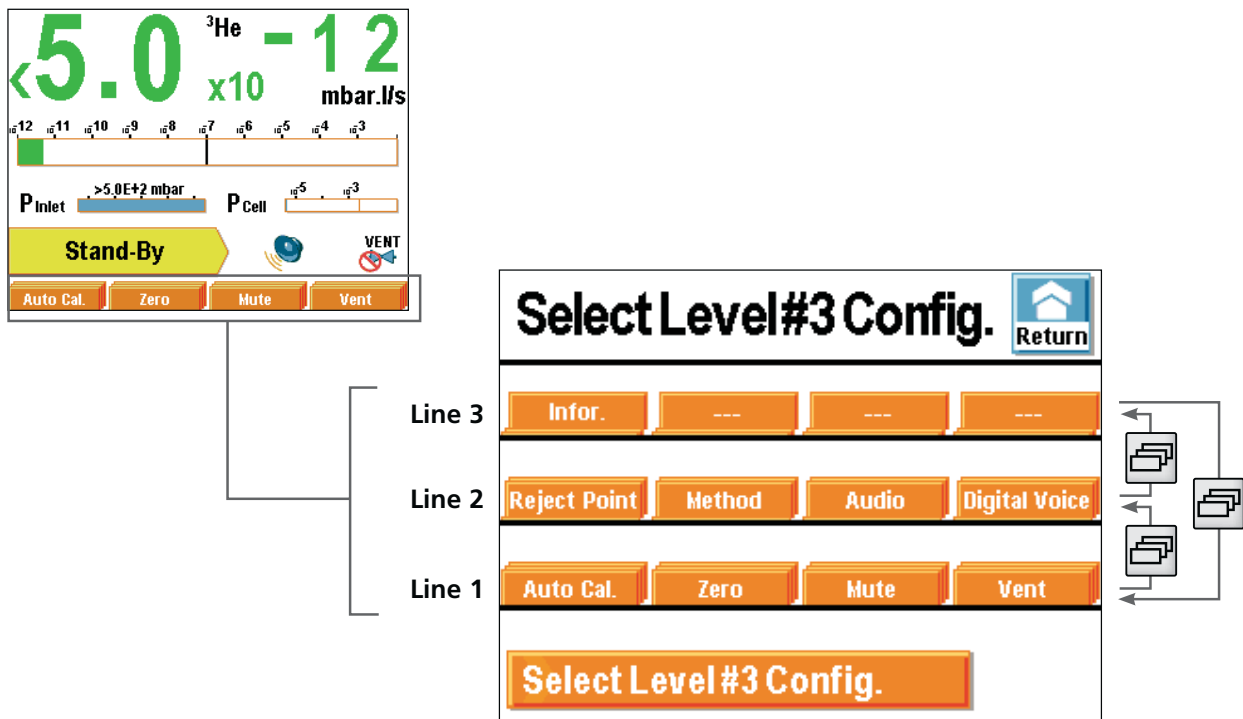 <5.0 ³He x10 -12
mbar.l/s
10-12 10-11 10-10 10-9 10-8 10-7 10-6 10-5 10-4 10-3
P Inlet >5.0E+2 mbar P Cell 10-5 10-3
Stand-By VENT
Auto Cal. Zero Mute Vent
Select Level#3 Config. Return
Line 3 Infor. --- --- ---
Line 2 Reject Point Method Audio Digital Voice
Line 1 Auto Cal. Zero Mute Vent
Select Level#3 Config.